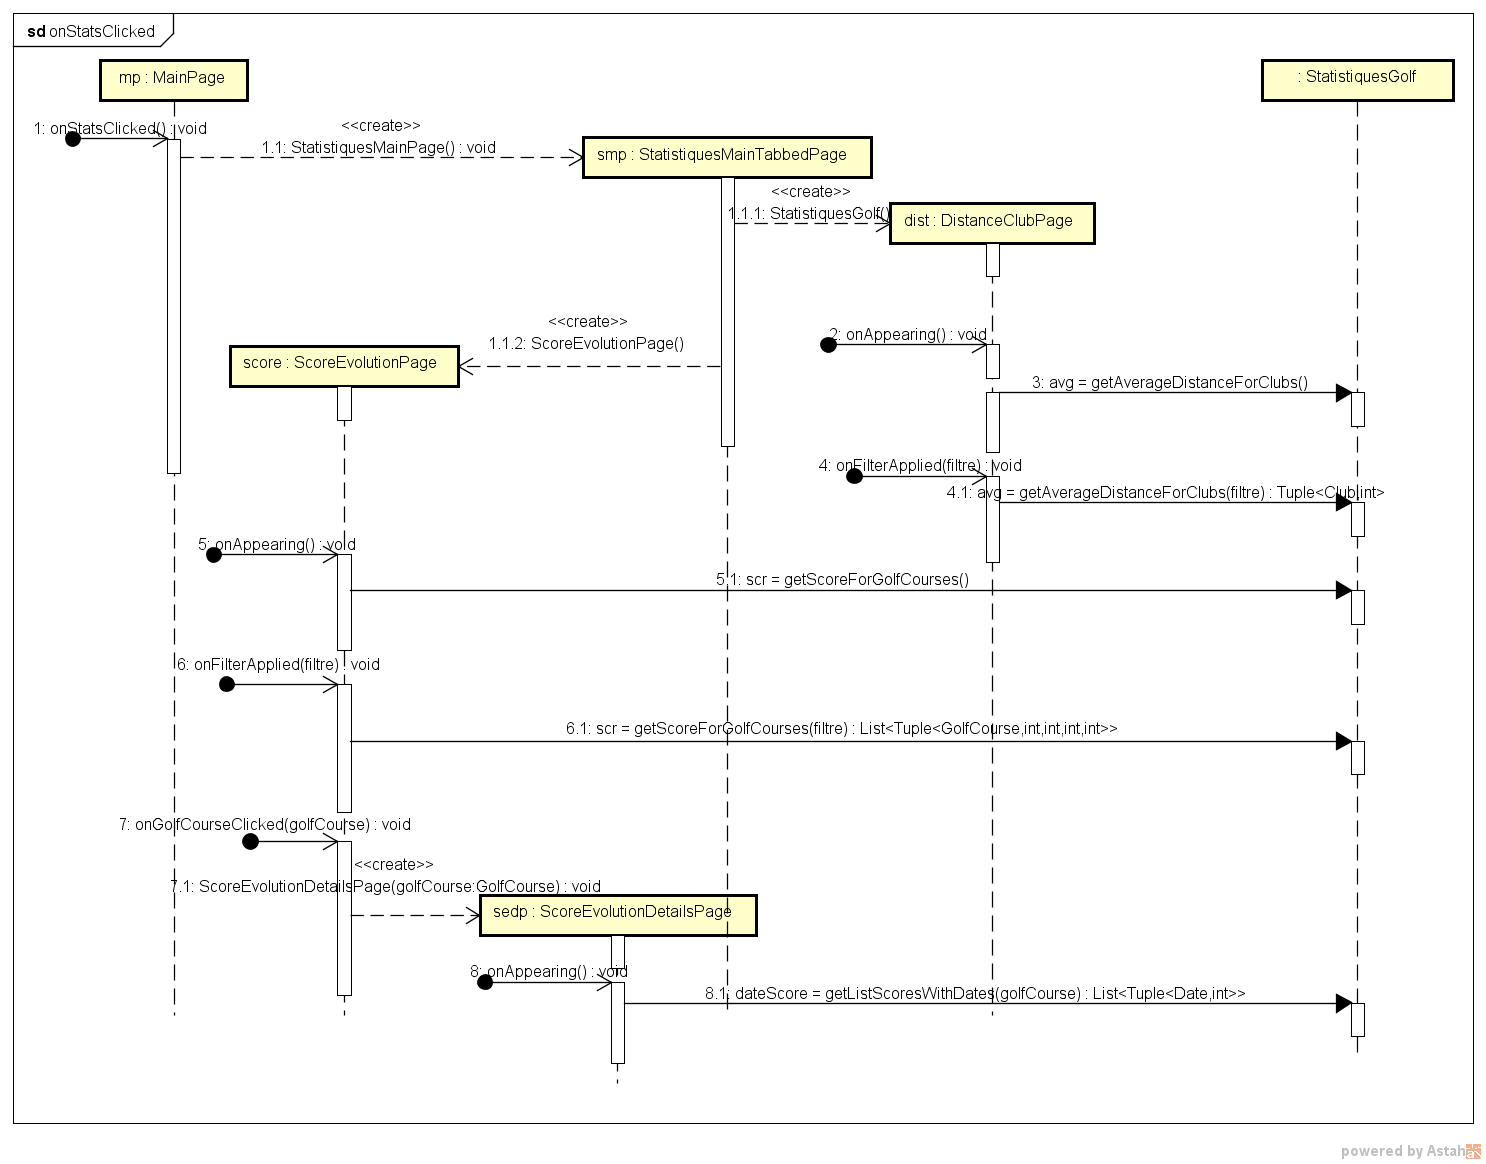 sd onStatsClicked
mp : MainPage
: StatistiquesGolf
1: onStatsClicked() : void
<<create>>
1.1: StatistiquesMainPage() : void
smp : StatistiquesMainTabbedPage
<<create>>
1.1.1: StatistiquesGolf()
dist : DistanceClubPage
<<create>>
1.1.2: ScoreEvolutionPage()
2: onAppearing() : void
score : ScoreEvolutionPage
3: avg = getAverageDistanceForClubs()
4: onFilterApplied(filtre) : void
4.1: avg = getAverageDistanceForClubs(filtre) : Tuple<Club,int>
5: onAppearing() : void
5.1: scr = getScoreForGolfCourses()
6: onFilterApplied(filtre) : void
6.1: scr = getScoreForGolfCourses(filtre) : List<Tuple<GolfCourse,int,int,int,int>>
7: onGolfCourseClicked(golfCourse) : void
<<create>>
7.1: ScoreEvolutionDetailsPage(golfCourse:GolfCourse) : void
sedp : ScoreEvolutionDetailsPage
8: onAppearing() : void
8.1: dateScore = getListScoresWithDates(golfCourse) : List<Tuple<Date,int>>
powered by Astah